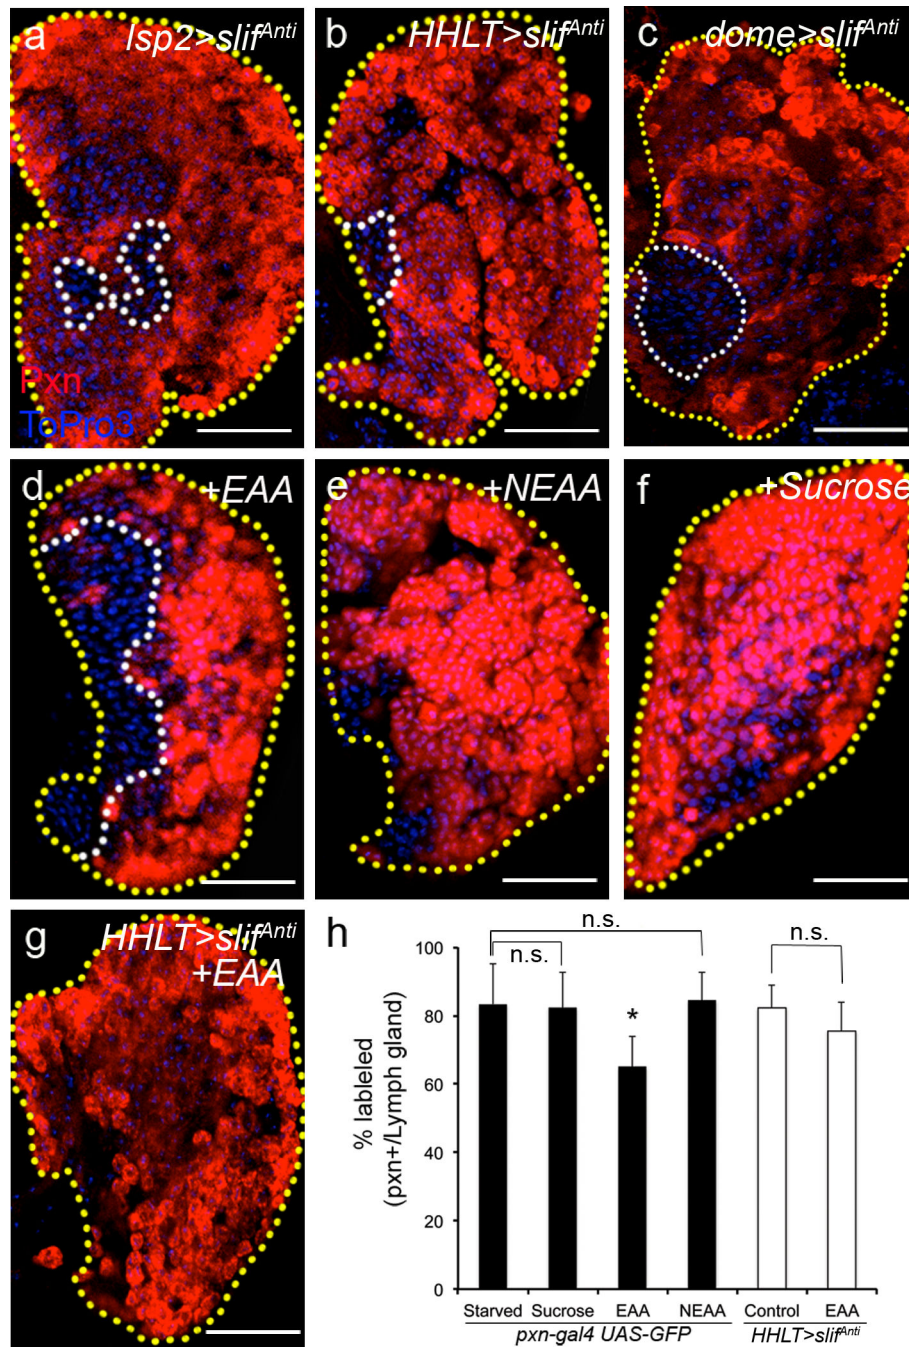 a lsp2>slifAnti
b HHLT>slifAnti
c dome>slifAnti
Pxn
ToPro3
d +EAA
e +NEAA
f +Sucrose
g HHLT>slifAnti
+EAA
h
n.s.
n.s.
n.s.
*
% lableled
(pxn+/Lymph gland)
100
80
60
40
20
0
Starved Sucrose EAA NEAA Control EAA
pxn-gal4 UAS-GFP HHLT>slifAnti